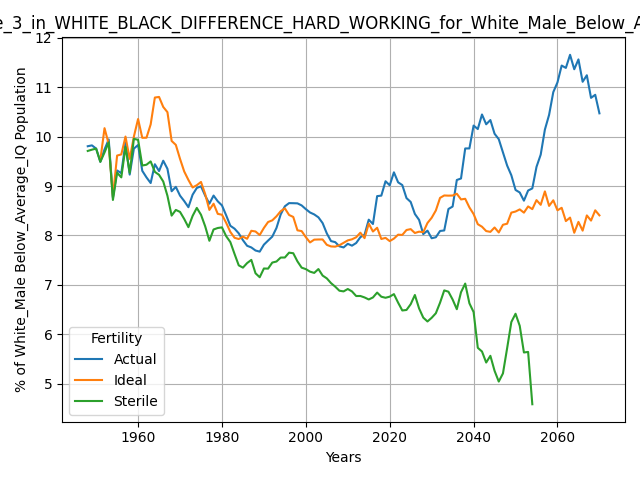 e_3_in_WHITE_BLACK_DIFFERENCE_HARD_WORKING_for_White_Male_Below_A
% of White_Male Below_Average_IQ Population
12
11
10
9
8
7
6
5
Fertility
Actual
Ideal
Sterile
1960 1980 2000 2020 2040 2060
Years